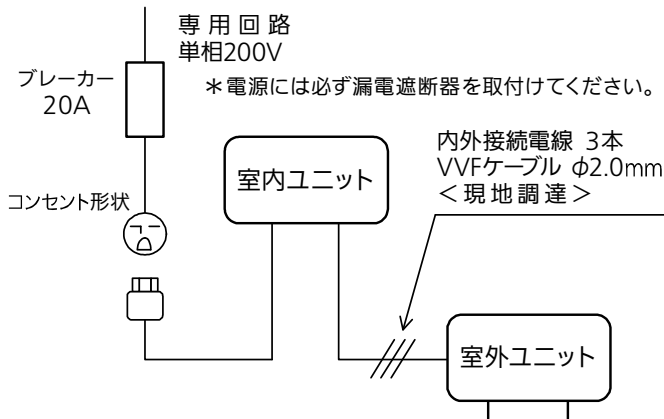 専用回路
単相200V
ブレーカー
20A
＊電源には必ず漏電遮断器を取付けてください。
内外接続電線 3本
VVFケーブル φ2.0mm
＜現地調達＞
室内ユニット
コンセント形状
室外ユニット